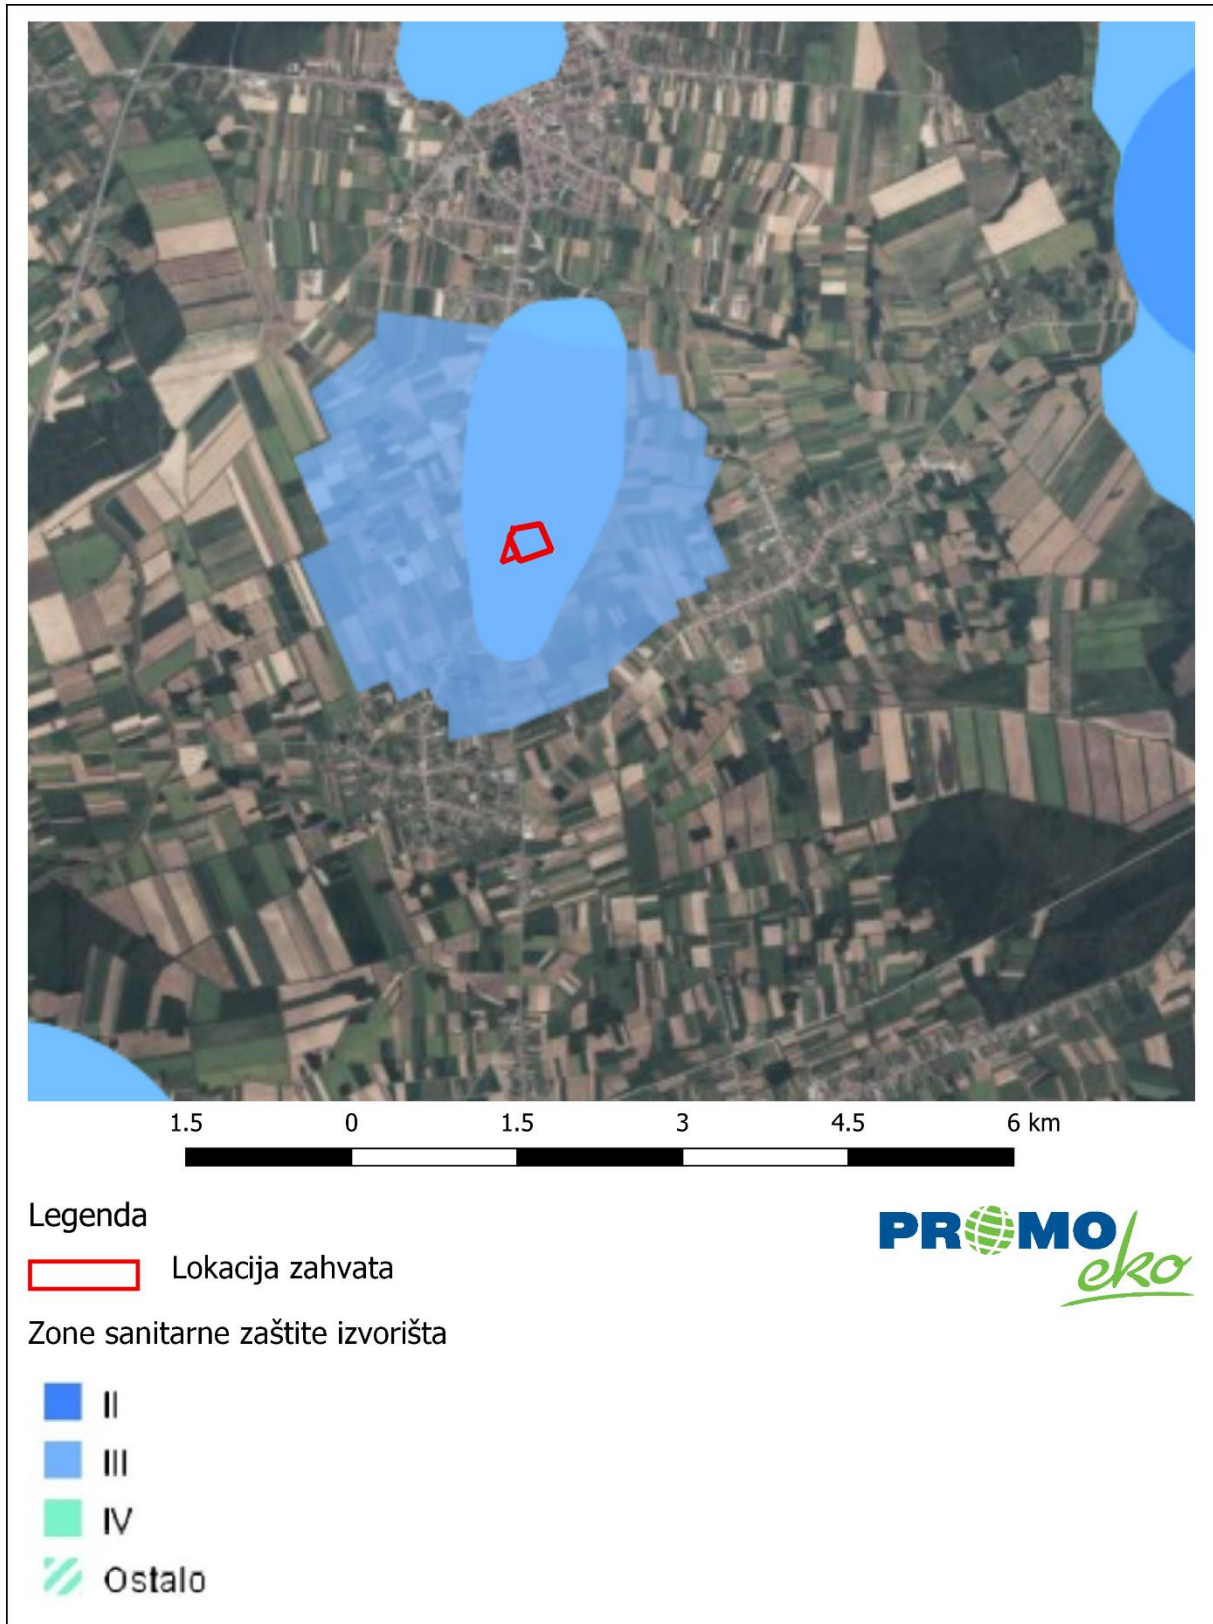 1.5 0 1.5 3 4.5 6 km
Legenda
PROMO
eko
Lokacija zahvata
Zone sanitarne zaštite izvorišta
II
III
IV
Ostalo